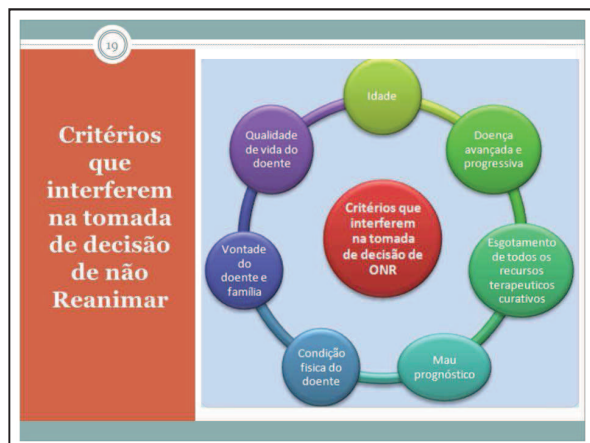 19
Critérios
que
interferem
na tomada
de decisão
de não
Reanimar
Idade
Doença
avançada e
progressiva
Esgotamento
de todos os
recursos
terapeuticos
curativos
Mau
prognóstico
Condição
fisica do
doente
Vontade
do
doente e
família
Qualidade
de vida do
doente
Critérios que
interferem
na tomada
de decisão de
ONR